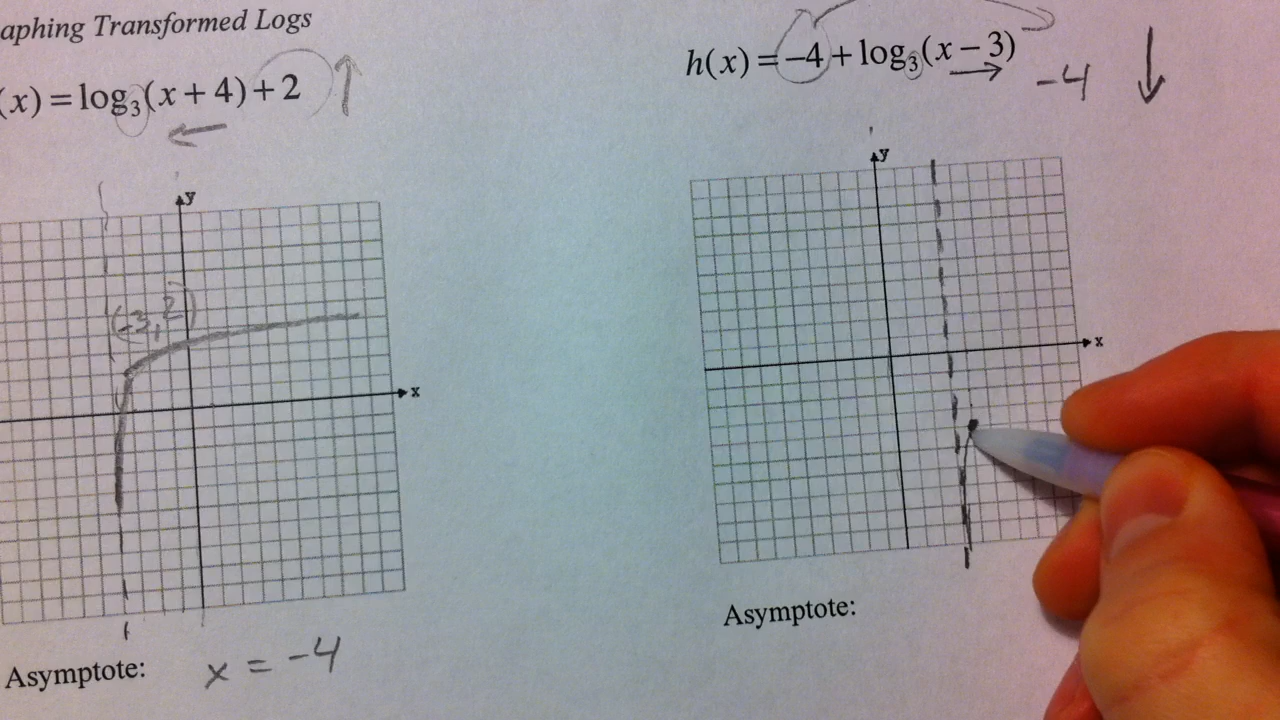 aphing Transformed Logs
(x) = log₃(x + 4) + 2
y
(-3, 2)
x
Asymptote: x = -4
h(x) = -4 + log₃(x - 3)
-4
y
x
Asymptote: